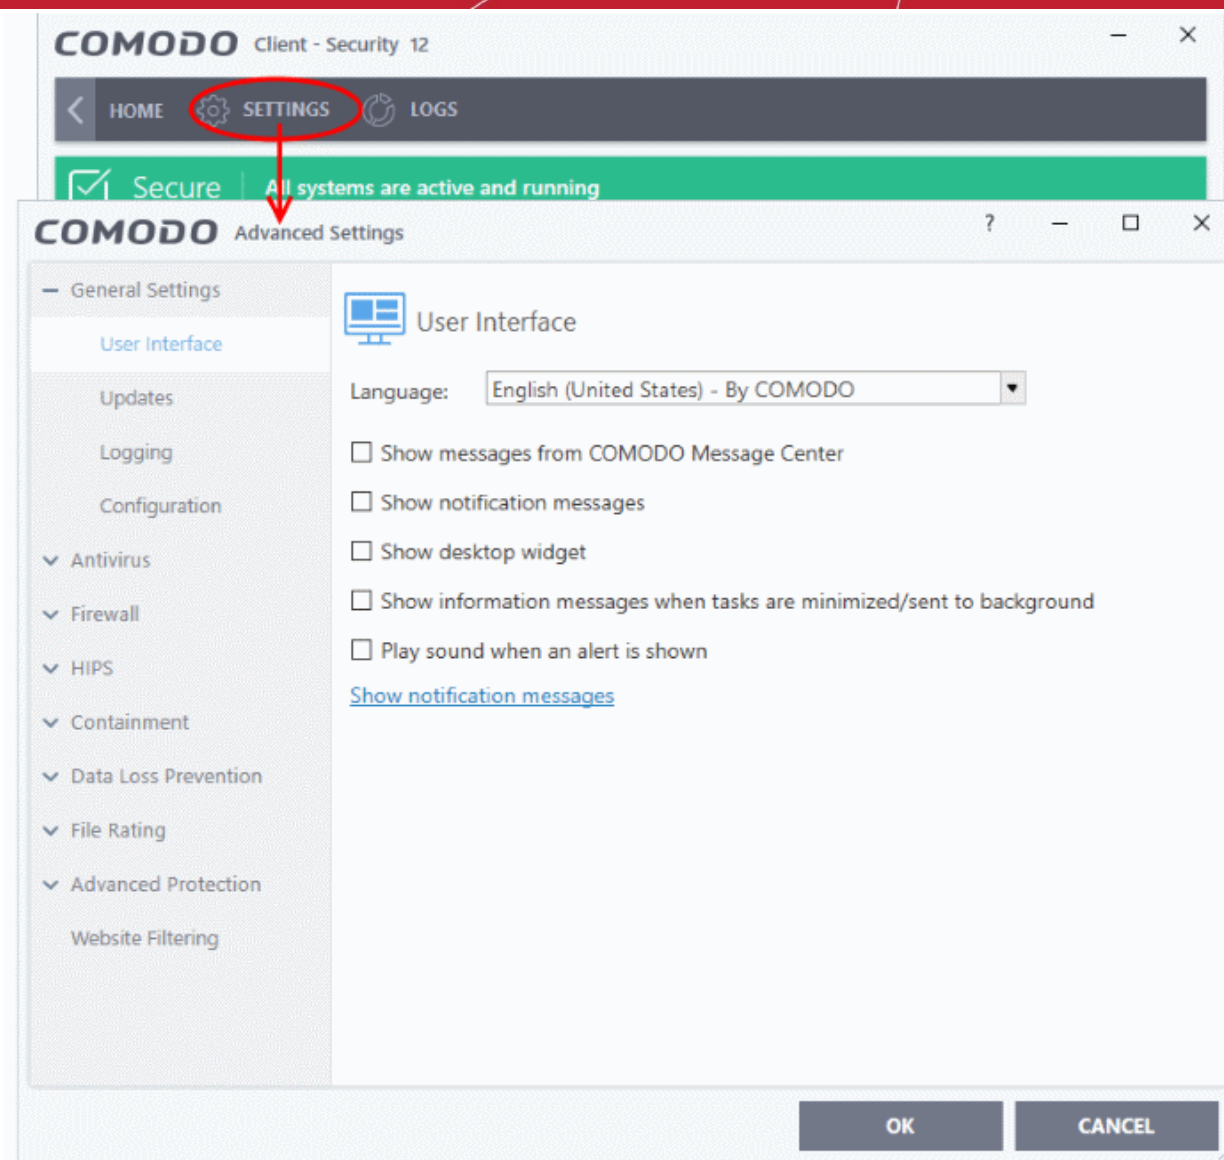 COMODO Client - Security 12
HOME SETTINGS LOGS
Secure All systems are active and running
COMODO Advanced Settings ?
General Settings
User Interface
Updates
Logging
Configuration
Antivirus
Firewall
HIPS
Containment
Data Loss Prevention
File Rating
Advanced Protection
Website Filtering
User Interface
Language: English (United States) - By COMODO
Show messages from COMODO Message Center
Show notification messages
Show desktop widget
Show information messages when tasks are minimized/sent to background
Play sound when an alert is shown
Show notification messages
OK CANCEL